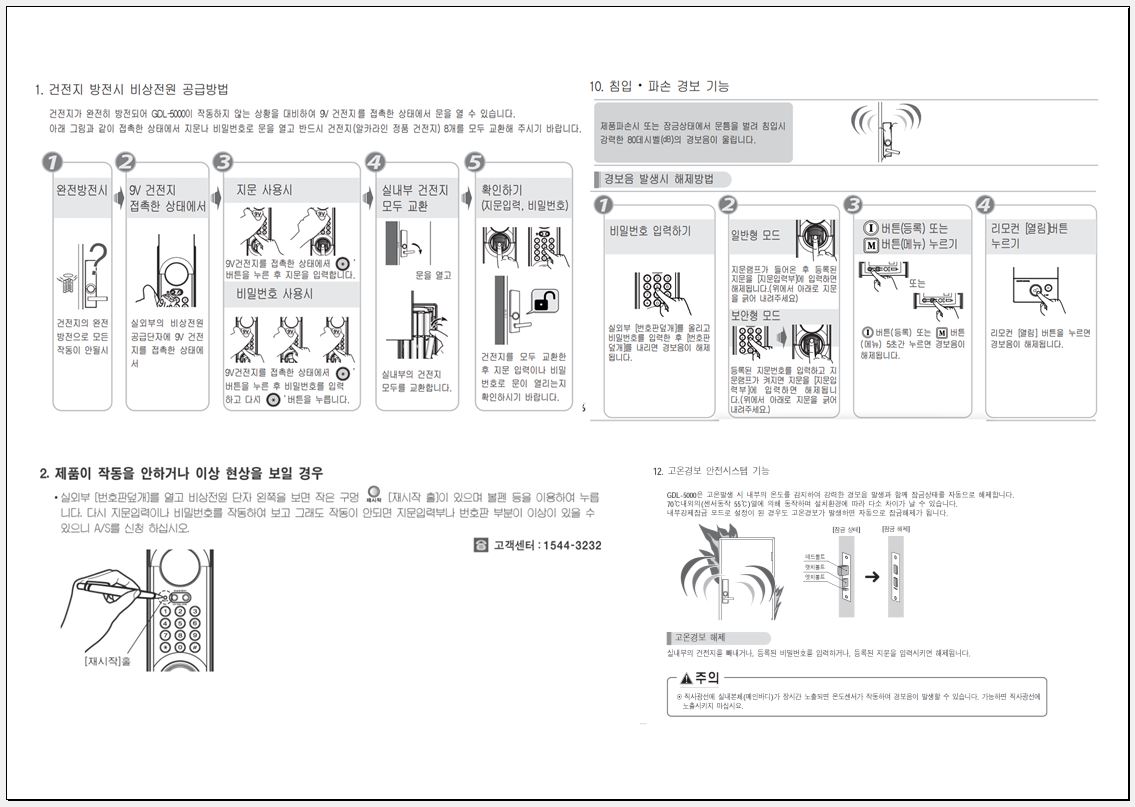 1. 건전지 방전시 비상전원 공급방법
건전지가 완전히 방전되어 GDL-5000이 작동하지 않는 상황을 대비하여 9V 건전지를 접촉한 상태에서 문을 열 수 있습니다.
아래 그림과 같이 접촉한 상태에서 지문나 비밀번호로 문을 열고 반드시 건전지(알카라인 정품 건전지) 8개를 모두 교환해 주시기 바랍니다.
1
완전방전시
건전지의 완전
방전으로 모든
작동이 안될시
2
9V 건전지
접촉한 상태에서
실외부의 비상전원
공급단자에 9V 건전
지를 접촉한 상태에
서
3
지문 사용시
9V건전지를 접촉한 상태에서 '
버튼을 누른 후 지문을 입력합니다.
비밀번호 사용시
9V건전지를 접촉한 상태에서 '
버튼을 누른 후 비밀번호를 입력
하고 다시 ' 버튼을 누릅니다.
4
실내부 건전지
모두 교환
문을 열고
실내부의 건전지
모두를 교환합니다.
5
확인하기
(지문입력, 비밀번호)
건전지를 모두 교환한
후 지문 입력이나 비밀
번호로 문이 열리는지
확인하시기 바랍니다.
10. 침입 • 파손 경보 기능
제품파손시 또는 잠금상태에서 문틈을 벌려 침입시
강력한 80데시벨(dB)의 경보음이 울립니다.
경보음 발생시 해제방법
1
비밀번호 입력하기
실외부 [번호판덮개]를 올리고
비밀번호를 입력한 후 [번호판
덮개]를 내리면 경보음이 해제
됩니다.
2
일반형 모드
지문램프가 들어온 후 등록된
지문을 [지문입력부]에 입력하면
해제됩니다.(위에서 아래로 지문
을 긁어 내려주세요)
보안형 모드
등록된 지문번호를 입력하고 지
문램프가 켜지면 지문을 [지문입
력부]에 입력하면 해제됩니
다.(위에서 아래로 지문을 긁어
내려주세요.)
3
I 버튼(등록) 또는
M 버튼(메뉴) 누르기
또는
I 버튼(등록) 또는 M 버튼
(메뉴) 5초간 누르면 경보음이
해제됩니다.
4
리모컨 [열림]버튼
누르기
리모컨 [열림] 버튼을 누르면
경보음이 해제됩니다.
2. 제품이 작동을 안하거나 이상 현상을 보일 경우
• 실외부 [번호판덮개]를 열고 비상전원 단자 왼쪽을 보면 작은 구멍 재시작 [재시작 홀]이 있으며 볼펜 등을 이용하여 누릅
니다. 다시 지문입력이나 비밀번호를 작동하여 보고 그래도 작동이 안되면 지문입력부나 번호판 부분이 이상이 있을 수
있으니 A/S를 신청 하십시오.
고객센터 : 1544-3232
1 2 3
4 5 6
7 8 9
* 0 #
[재시작]홀
12. 고온경보 안전시스템 기능
GDL-5000은 고온발생 시 내부의 온도를 감지하여 강력한 경보음 발생과 함께 잠금상태를 자동으로 해제합니다.
70℃내외의(센서동작 55℃)열에 의해 동작하며 설치환경에 따라 다소 차이가 날 수 있습니다.
내부강제잠금 모드로 설정이 된 경우도 고온경보가 발생하면 자동으로 잠금해제가 됩니다.
[잠금 상태]
[잠금 해제]
데드볼트
렛치볼트
렛치볼트
고온경보 해제
실내부의 건전지를 빼내거나, 등록된 비밀번호를 입력하거나, 등록된 지문을 입력시키면 해제됩니다.
주의
⊙ 직사광선에 실내본체(메인바디)가 장시간 노출되면 온도센서가 작동하여 경보음이 발생할 수 있습니다. 가능하면 직사광선에
노출시키지 마십시요.